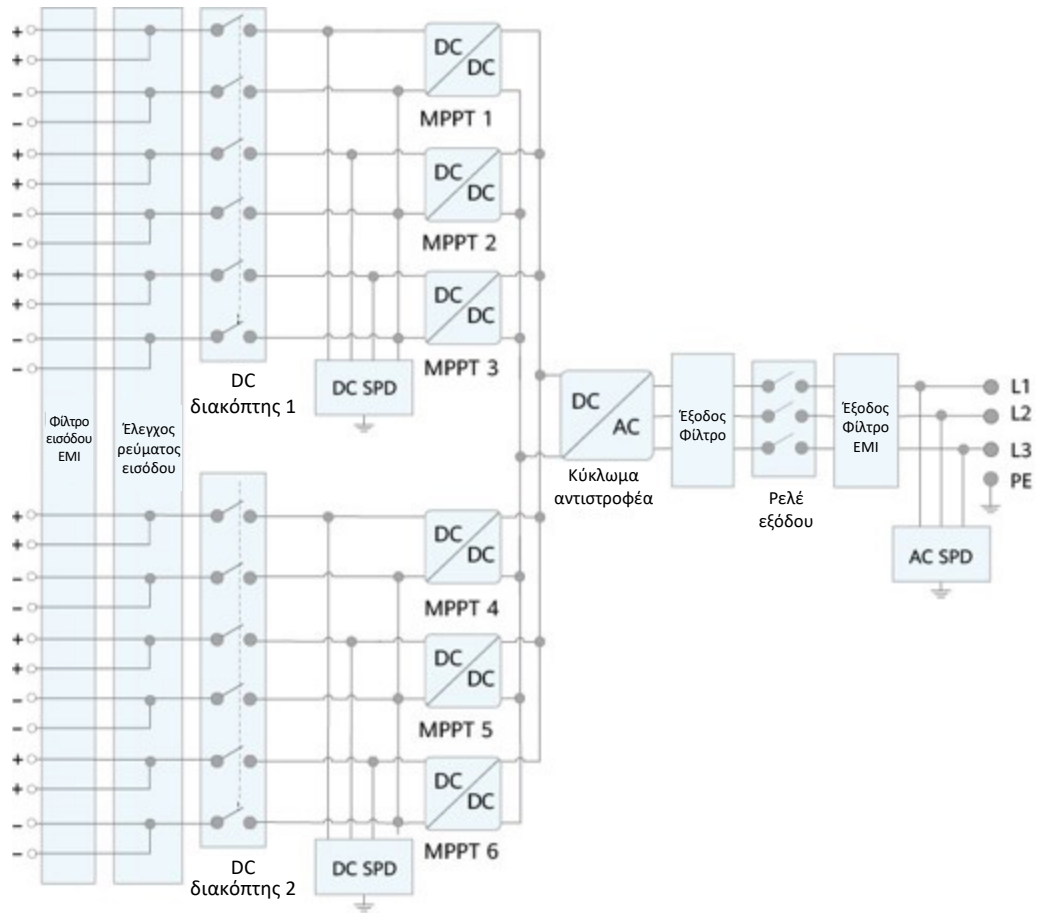 +
+
−
−
+
+
−
−
+
+
−
−
DC
DC
MPPT 1
DC
DC
MPPT 2
DC
DC
MPPT 3
DC
διακόπτης 1
DC SPD
Φίλτρο
εισόδου
EMI
Έλεγχος
ρεύματος
εισόδου
DC
AC
Κύκλωμα
αντιστροφέα
Έξοδος
Φίλτρο
Ρελέ
εξόδου
Έξοδος
Φίλτρο
EMI
L1
L2
L3
PE
AC SPD
+
+
−
−
+
+
−
−
+
+
−
−
DC
DC
MPPT 4
DC
DC
MPPT 5
DC
DC
MPPT 6
DC
διακόπτης 2
DC SPD